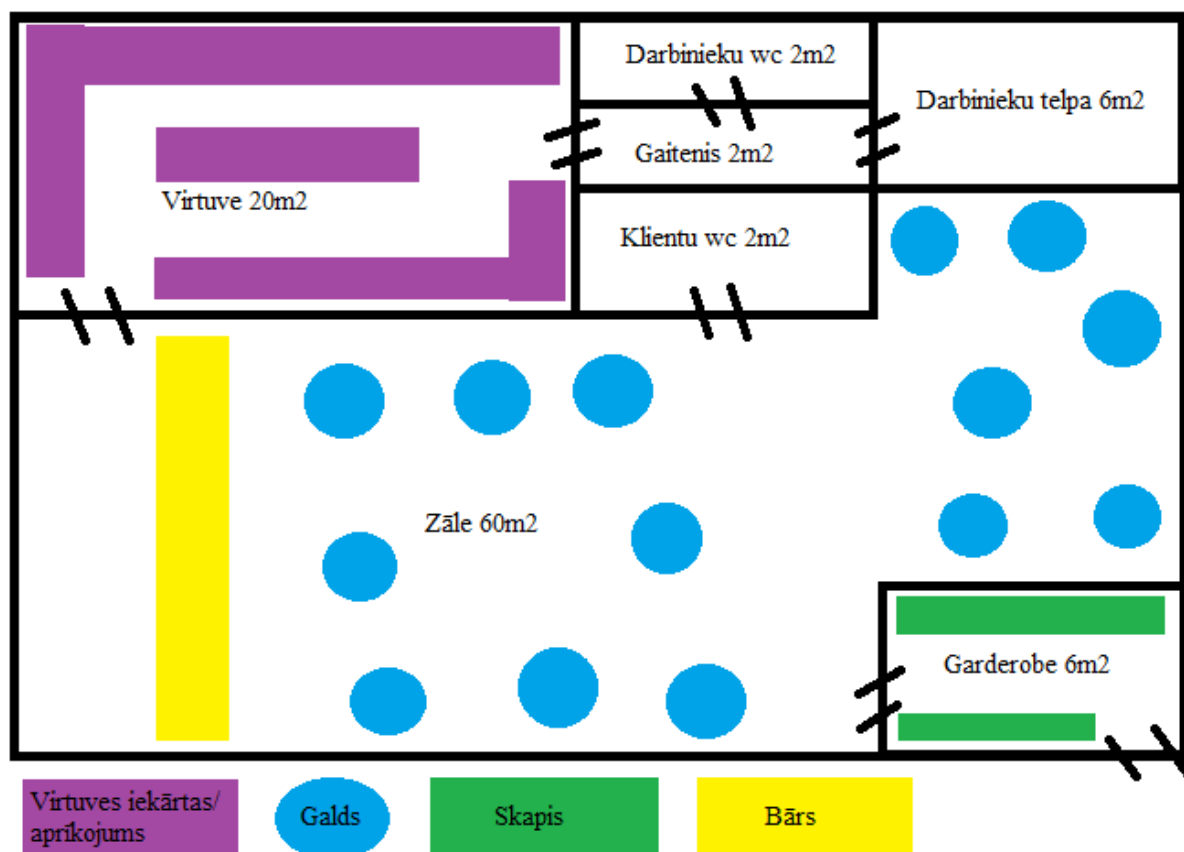 Darbinieku wc 2m2
Darbinieku telpa 6m2
Gaitenis 2m2
Virtuve 20m2
Klientu wc 2m2
Zāle 60m2
Garderobe 6m2
Virtuves iekārtas/
aprīkojums
Galds
Skapis
Bārs